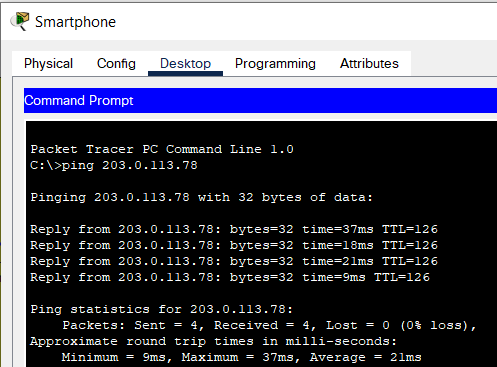 Smartphone
Physical Config Desktop Programming Attributes
Command Prompt
Packet Tracer PC Command Line 1.0
C:\>ping 203.0.113.78
Pinging 203.0.113.78 with 32 bytes of data:
Reply from 203.0.113.78: bytes=32 time=37ms TTL=126
Reply from 203.0.113.78: bytes=32 time=18ms TTL=126
Reply from 203.0.113.78: bytes=32 time=21ms TTL=126
Reply from 203.0.113.78: bytes=32 time=9ms TTL=126
Ping statistics for 203.0.113.78:
Packets: Sent = 4, Received = 4, Lost = 0 (0% loss),
Approximate round trip times in milli-seconds:
Minimum = 9ms, Maximum = 37ms, Average = 21ms